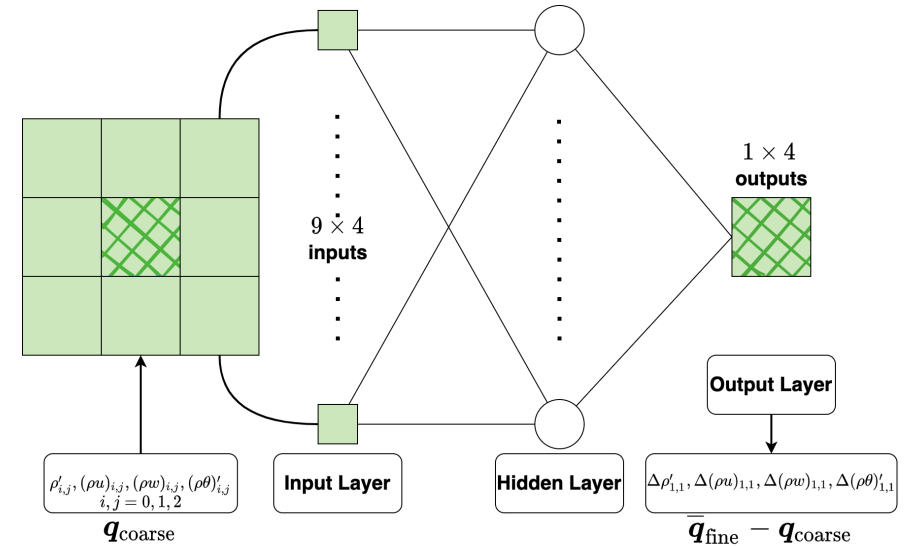 1 × 4
outputs
9 × 4
inputs
Output Layer
ρ′ᵢ,ⱼ, (ρu)ᵢ,ⱼ, (ρw)ᵢ,ⱼ, (ρθ)′ᵢ,ⱼ
i, j = 0, 1, 2
Input Layer
Hidden Layer
Δρ′₁,₁, Δ(ρu)₁,₁, Δ(ρw)₁,₁, Δ(ρθ)′₁,₁
q_coarse
q̅_fine − q_coarse